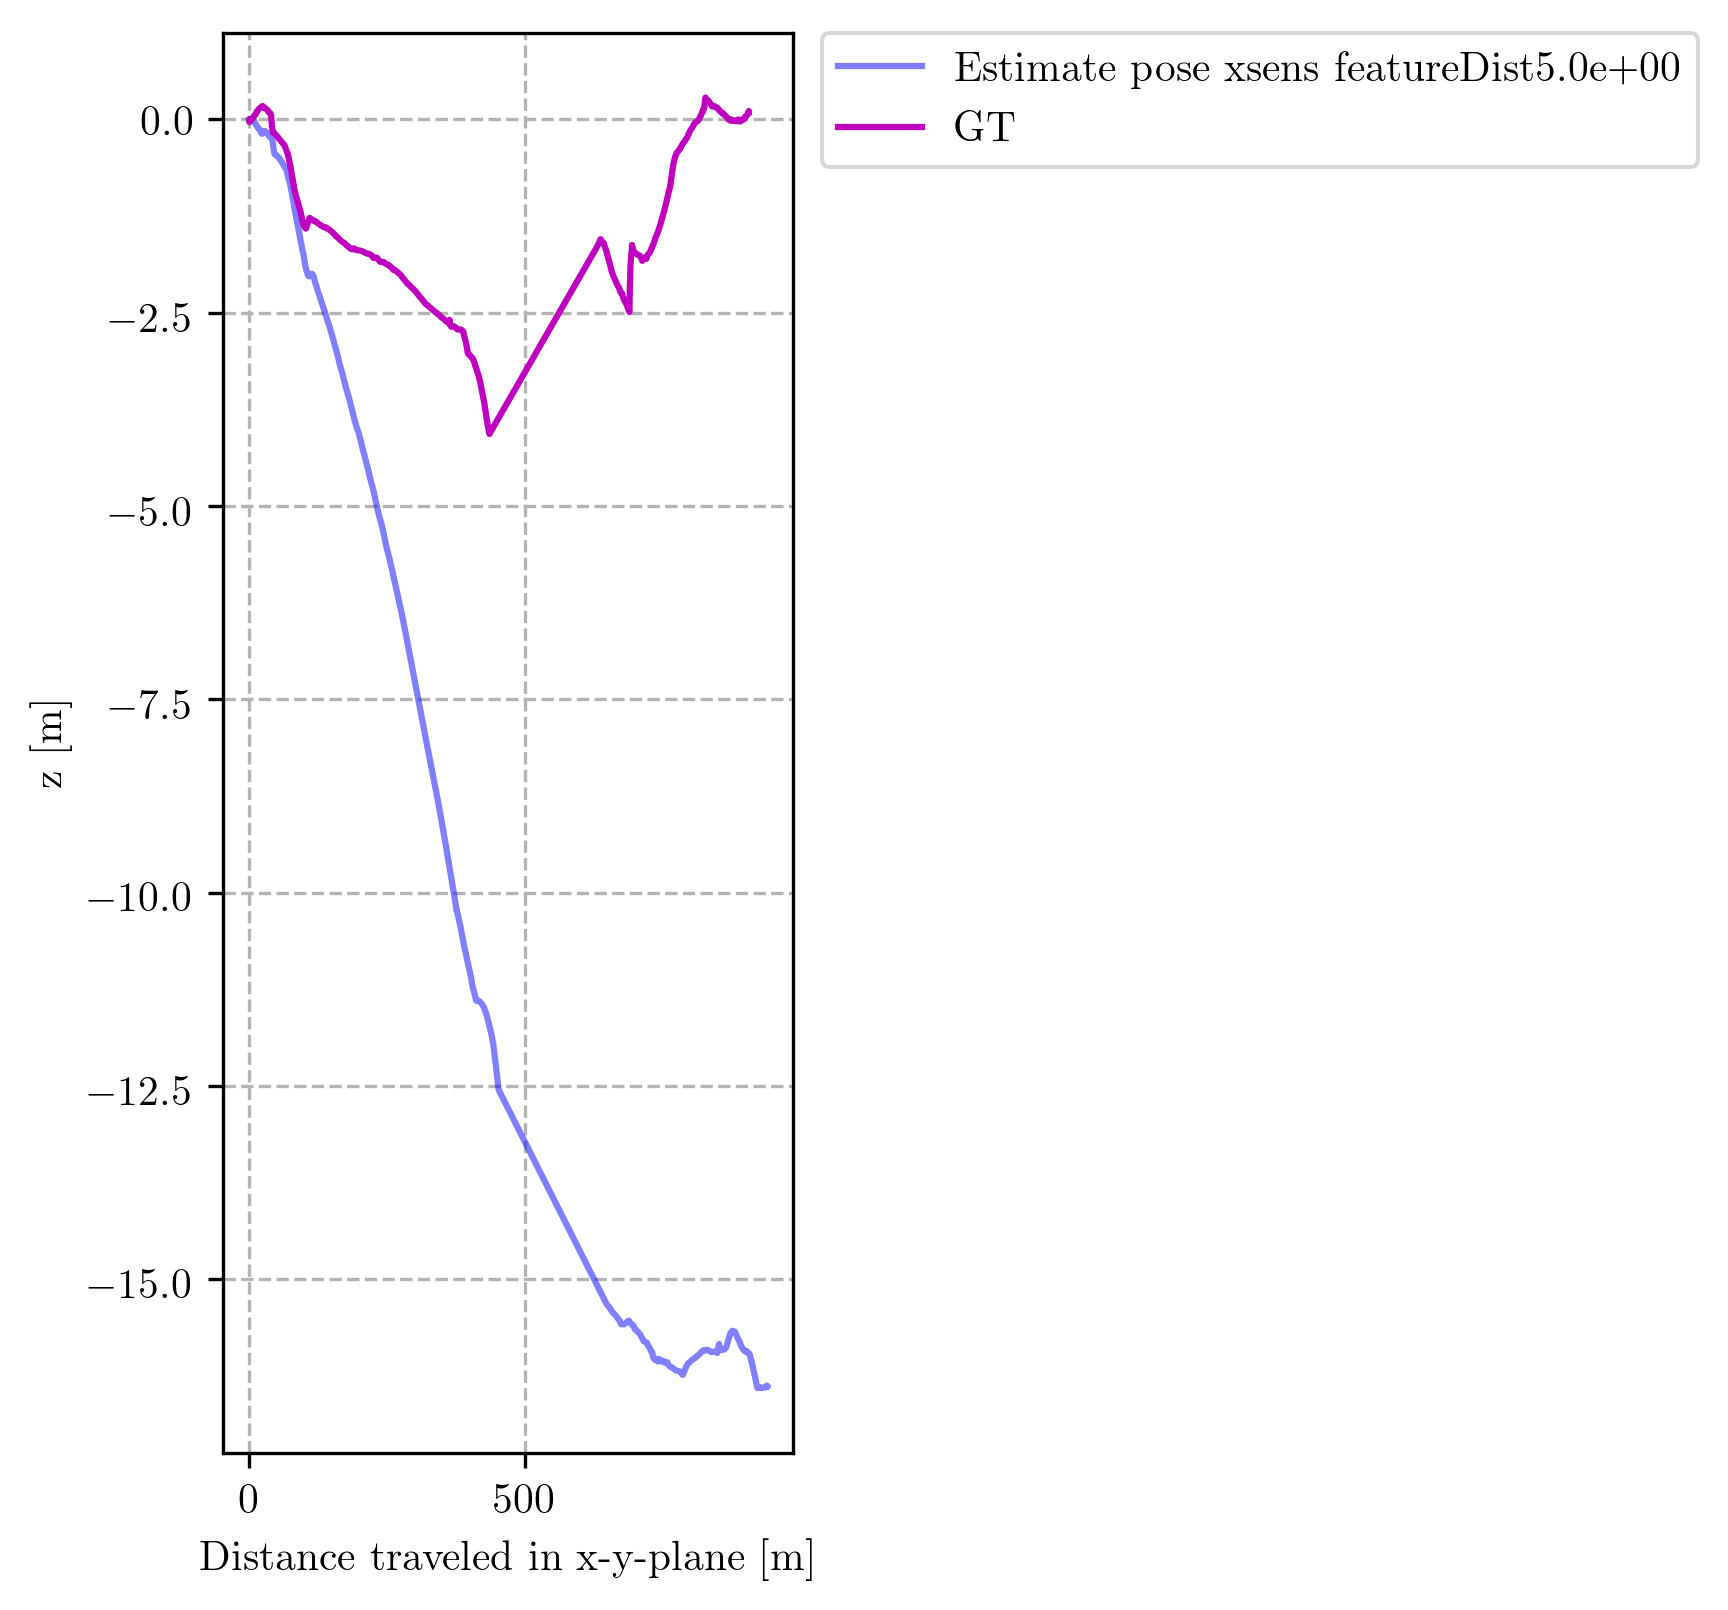 Estimate pose xsens featureDist5.0e+00
GT
0.0
−2.5
−5.0
−7.5
−10.0
−12.5
−15.0
z [m]
0 500
Distance traveled in x-y-plane [m]